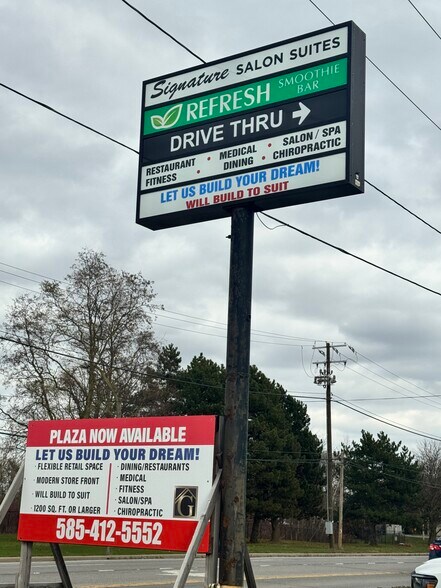 Signature SALON SUITES
REFRESH SMOOTHIE BAR
DRIVE THRU →
RESTAURANT • MEDICAL • SALON / SPA
FITNESS • DINING • CHIROPRACTIC
LET US BUILD YOUR DREAM!
WILL BUILD TO SUIT
PLAZA NOW AVAILABLE
LET US BUILD YOUR DREAM!
• FLEXIBLE RETAIL SPACE
• MODERN STORE FRONT
• WILL BUILD TO SUIT
• 1200 SQ. FT. OR LARGER
• DINING/RESTAURANTS
• MEDICAL
• FITNESS
• SALON/SPA
• CHIROPRACTIC
G
585-412-5552